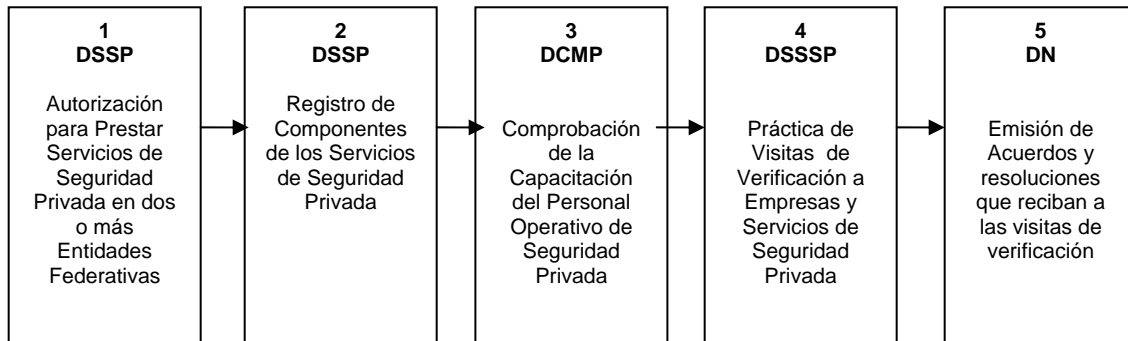 1
DSSP
Autorización
para Prestar
Servicios de
Seguridad
Privada en dos
o más
Entidades
Federativas
2
DSSP
Registro de
Componentes
de los Servicios
de Seguridad
Privada
3
DCMP
Comprobación
de la
Capacitación
del Personal
Operativo de
Seguridad
Privada
4
DSSSP
Práctica de
Visitas de
Verificación a
Empresas y
Servicios de
Seguridad
Privada
5
DN
Emisión de
Acuerdos y
resoluciones
que reciban a
las visitas de
verificación